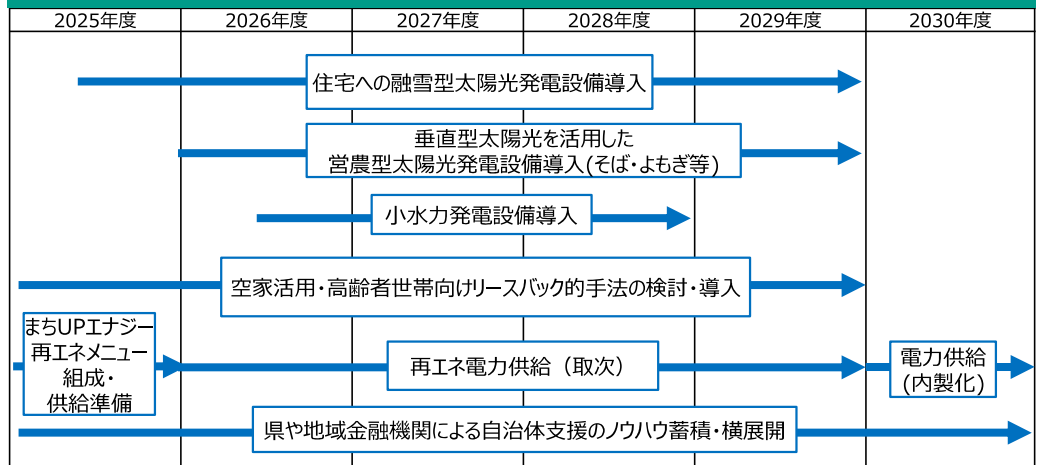 2025年度 2026年度 2027年度 2028年度 2029年度 2030年度
住宅への融雪型太陽光発電設備導入
垂直型太陽光を活用した
営農型太陽光発電設備導入(そば・よもぎ等)
小水力発電設備導入
空家活用・高齢者世帯向けリースバック的手法の検討・導入
まちUPエナジー
再エネメニュー
組成・
供給準備
再エネ電力供給（取次）
電力供給
(内製化)
県や地域金融機関による自治体支援のノウハウ蓄積・横展開